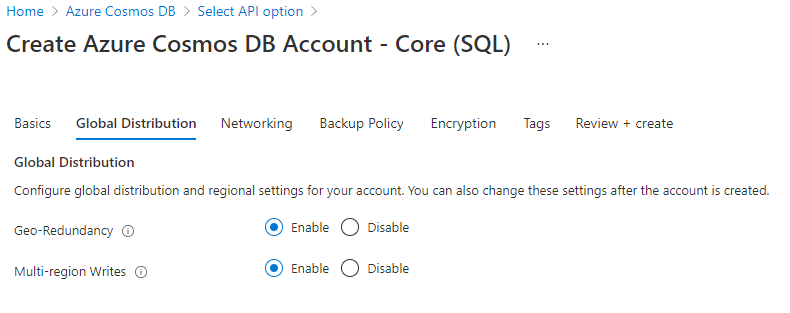 Home > Azure Cosmos DB > Select API option >
Create Azure Cosmos DB Account - Core (SQL) ...
Basics Global Distribution Networking Backup Policy Encryption Tags Review + create
Global Distribution
Configure global distribution and regional settings for your account. You can also change these settings after the account is created.
Geo-Redundancy Enable Disable
Multi-region Writes Enable Disable